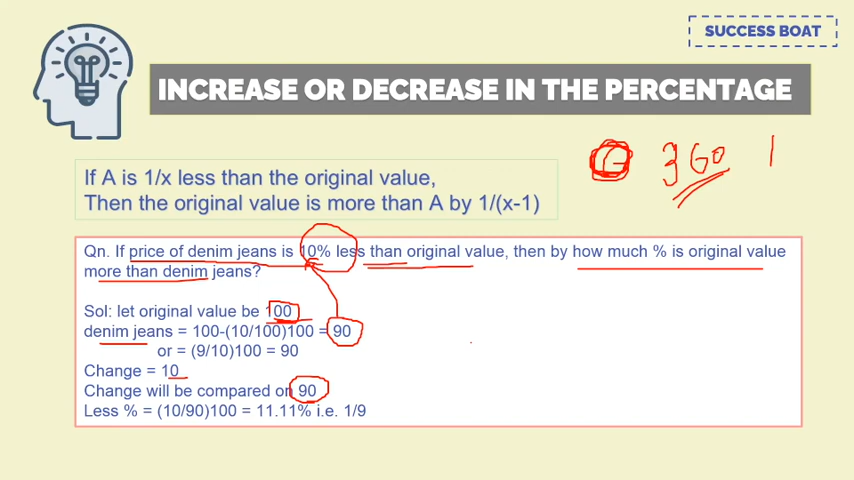 SUCCESS BOAT
INCREASE OR DECREASE IN THE PERCENTAGE
If A is 1/x less than the original value,
Then the original value is more than A by 1/(x-1)
360 1
Qn. If price of denim jeans is 10% less than original value, then by how much % is original value
more than denim jeans?
Sol: let original value be 100
denim jeans = 100-(10/100)100 = 90
or = (9/10)100 = 90
Change = 10
Change will be compared on 90
Less % = (10/90)100 = 11.11% i.e. 1/9